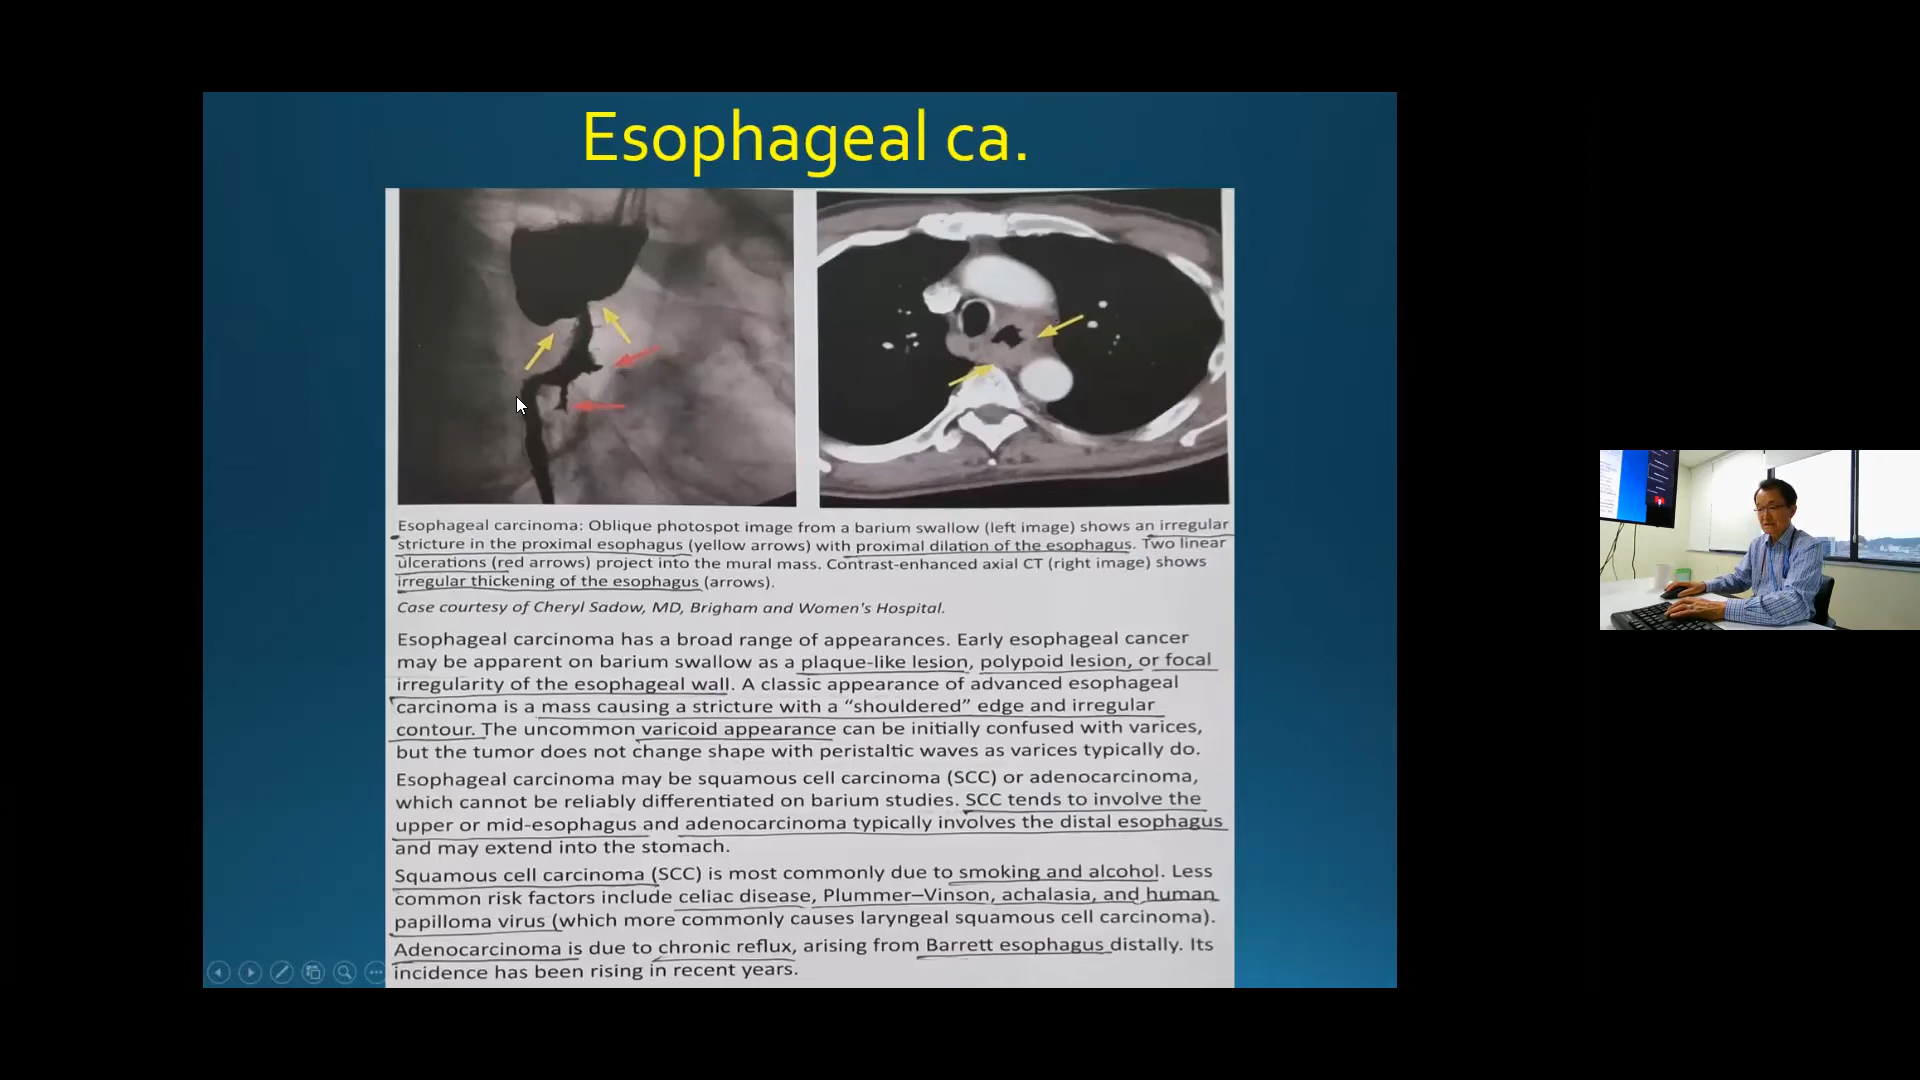 Esophageal ca.
Esophageal carcinoma: Oblique photospot image from a barium swallow (left image) shows an irregular
stricture in the proximal esophagus (yellow arrows) with proximal dilation of the esophagus. Two linear
ulcerations (red arrows) project into the mural mass. Contrast-enhanced axial CT (right image) shows
irregular thickening of the esophagus (arrows).
Case courtesy of Cheryl Sadow, MD, Brigham and Women's Hospital.
Esophageal carcinoma has a broad range of appearances. Early esophageal cancer
may be apparent on barium swallow as a plaque-like lesion, polypoid lesion, or focal
irregularity of the esophageal wall. A classic appearance of advanced esophageal
carcinoma is a mass causing a stricture with a “shouldered” edge and irregular
contour. The uncommon varicoid appearance can be initially confused with varices,
but the tumor does not change shape with peristaltic waves as varices typically do.
Esophageal carcinoma may be squamous cell carcinoma (SCC) or adenocarcinoma,
which cannot be reliably differentiated on barium studies. SCC tends to involve the
upper or mid-esophagus and adenocarcinoma typically involves the distal esophagus
and may extend into the stomach.
Squamous cell carcinoma (SCC) is most commonly due to smoking and alcohol. Less
common risk factors include celiac disease, Plummer–Vinson, achalasia, and human
papilloma virus (which more commonly causes laryngeal squamous cell carcinoma).
Adenocarcinoma is due to chronic reflux, arising from Barrett esophagus distally. Its
incidence has been rising in recent years.